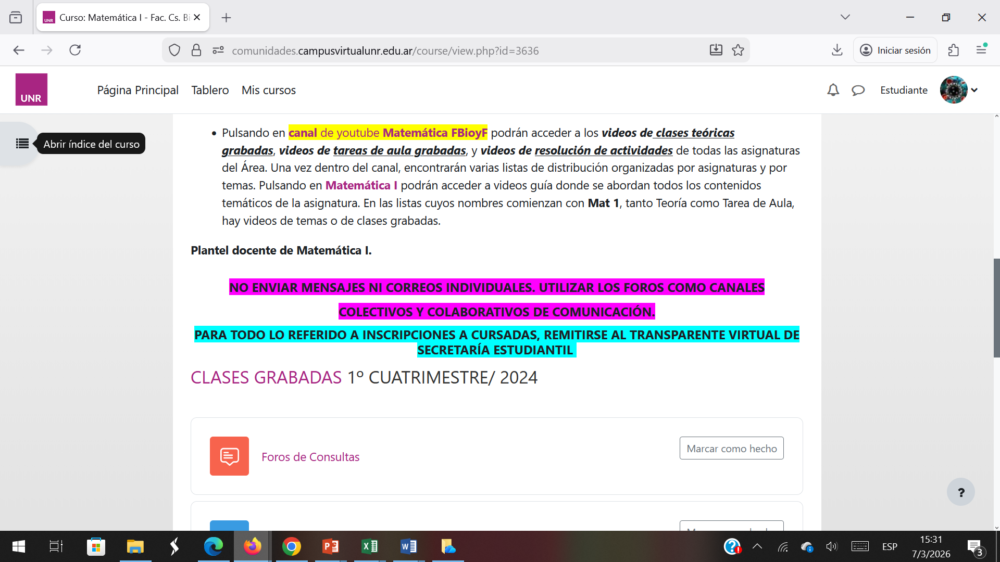 Curso: Matemática I - Fac. Cs. Bi
comunidades.campusvirtualunr.edu.ar/course/view.php?id=3636
Iniciar sesión
UNR
Página Principal
Tablero
Mis cursos
Estudiante
Abrir índice del curso
• Pulsando en canal de youtube Matemática FBioyF podrán acceder a los videos de clases teóricas
grabadas, videos de tareas de aula grabadas, y videos de resolución de actividades de todas las asignaturas
del Área. Una vez dentro del canal, encontrarán varias listas de distribución organizadas por asignaturas y por
temas. Pulsando en Matemática I podrán acceder a videos guía donde se abordan todos los contenidos
temáticos de la asignatura. En las listas cuyos nombres comienzan con Mat 1, tanto Teoría como Tarea de Aula,
hay videos de temas o de clases grabadas.
Plantel docente de Matemática I.
NO ENVIAR MENSAJES NI CORREOS INDIVIDUALES. UTILIZAR LOS FOROS COMO CANALES
COLECTIVOS Y COLABORATIVOS DE COMUNICACIÓN.
PARA TODO LO REFERIDO A INSCRIPCIONES A CURSADAS, REMITIRSE AL TRANSPARENTE VIRTUAL DE
SECRETARÍA ESTUDIANTIL
CLASES GRABADAS 1º CUATRIMESTRE/ 2024
Foros de Consultas
Marcar como hecho
?
ESP
15:31
7/3/2026
3